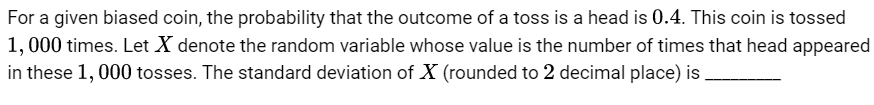 For a given biased coin, the probability that the outcome of a toss is a head is 0.4. This coin is tossed
1,000 times. Let X denote the random variable whose value is the number of times that head appeared
in these 1,000 tosses. The standard deviation of X (rounded to 2 decimal place) is _________